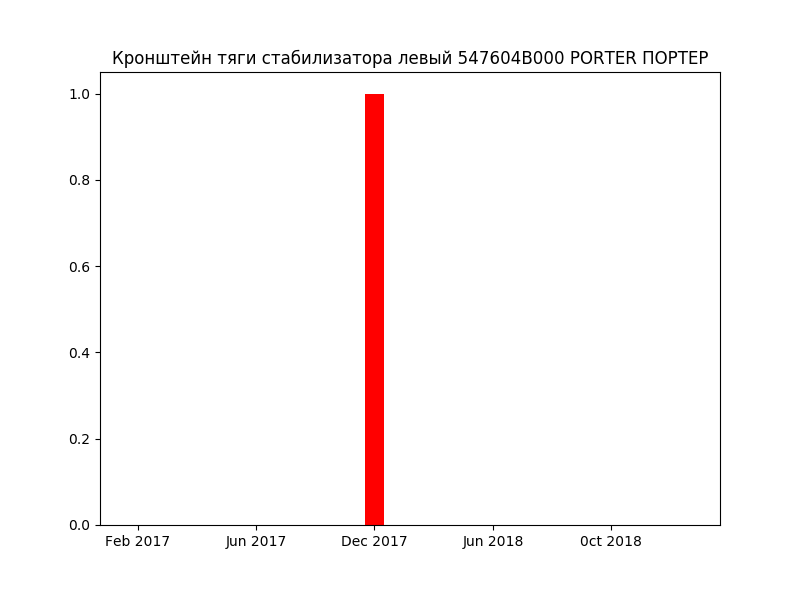 Кронштейн тяги стабилизатора левый 547604B000 PORTER ПОРТЕР
1.0
0.8
0.6
0.4
0.2
0.0
Feb 2017
Jun 2017
Dec 2017
Jun 2018
0ct 2018